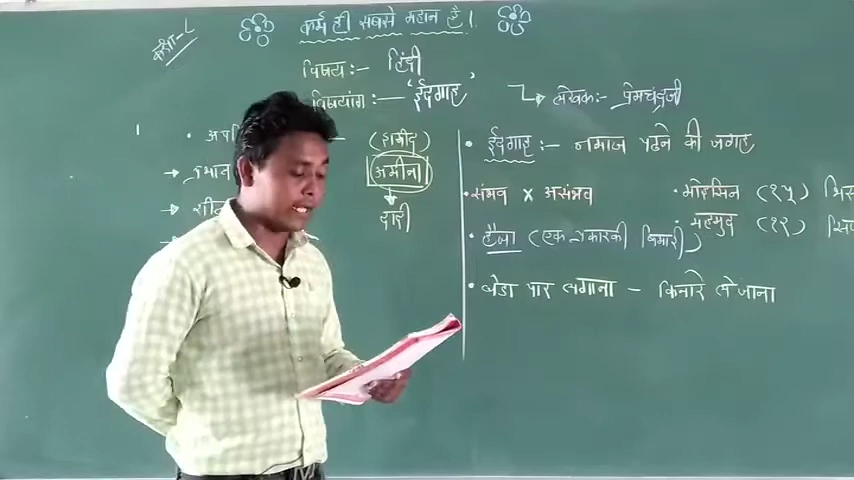 कर्म ही सबसे महान है।
कक्षा-८
विषय:- हिंदी
विषयांग:- 'ईदगाह'
लेखक:- प्रेमचंदजी
(हामीद)
अमीना
दादी
• ईदगाह:- नमाज पढने की जगह
• संभव × असंभव
• मोहसिन (१५)
• महमुद (१२)
• हैजा (एक प्रकारकी बिमारी)
• बेडा पार लगाना - किनारे ले जाना